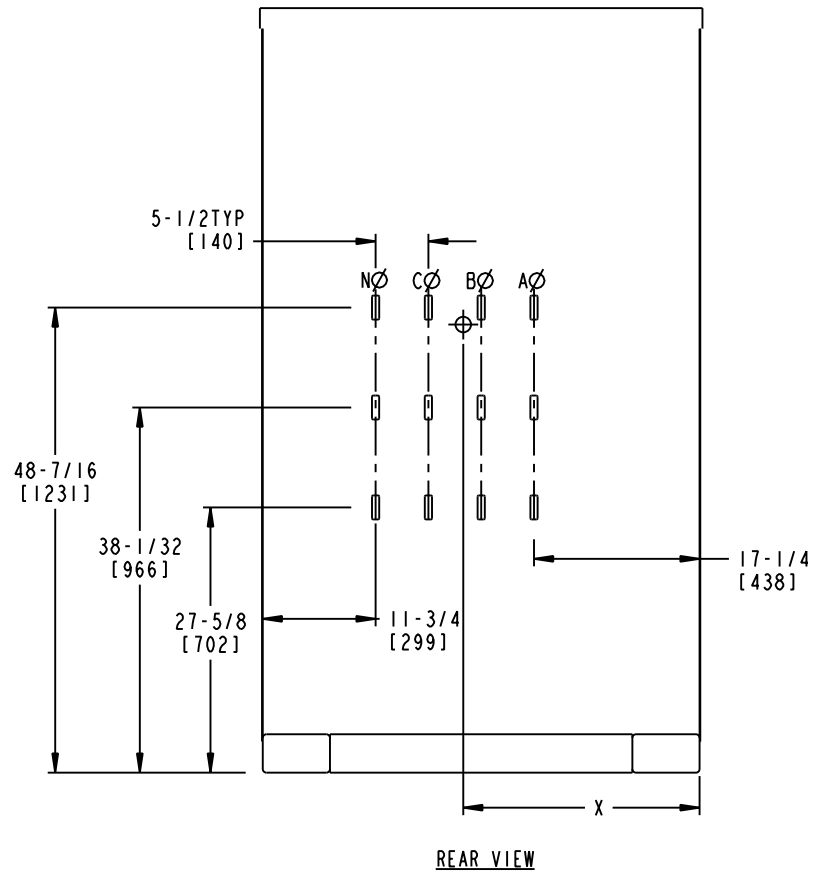 5-1/2TYP
[140]
NØ CØ BØ AØ
48-7/16
[1231]
38-1/32
[966]
17-1/4
[438]
27-5/8
[702]
11-3/4
[299]
X
REAR VIEW